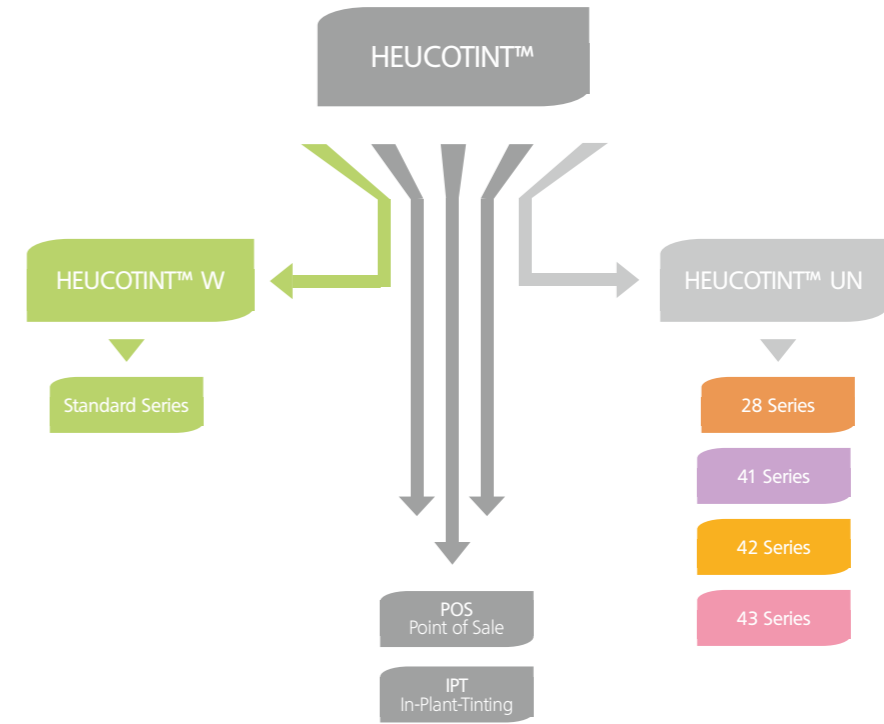 HEUCOTINT™
HEUCOTINT™ W
HEUCOTINT™ UN
Standard Series
28 Series
41 Series
42 Series
43 Series
POS
Point of Sale
IPT
In-Plant-Tinting